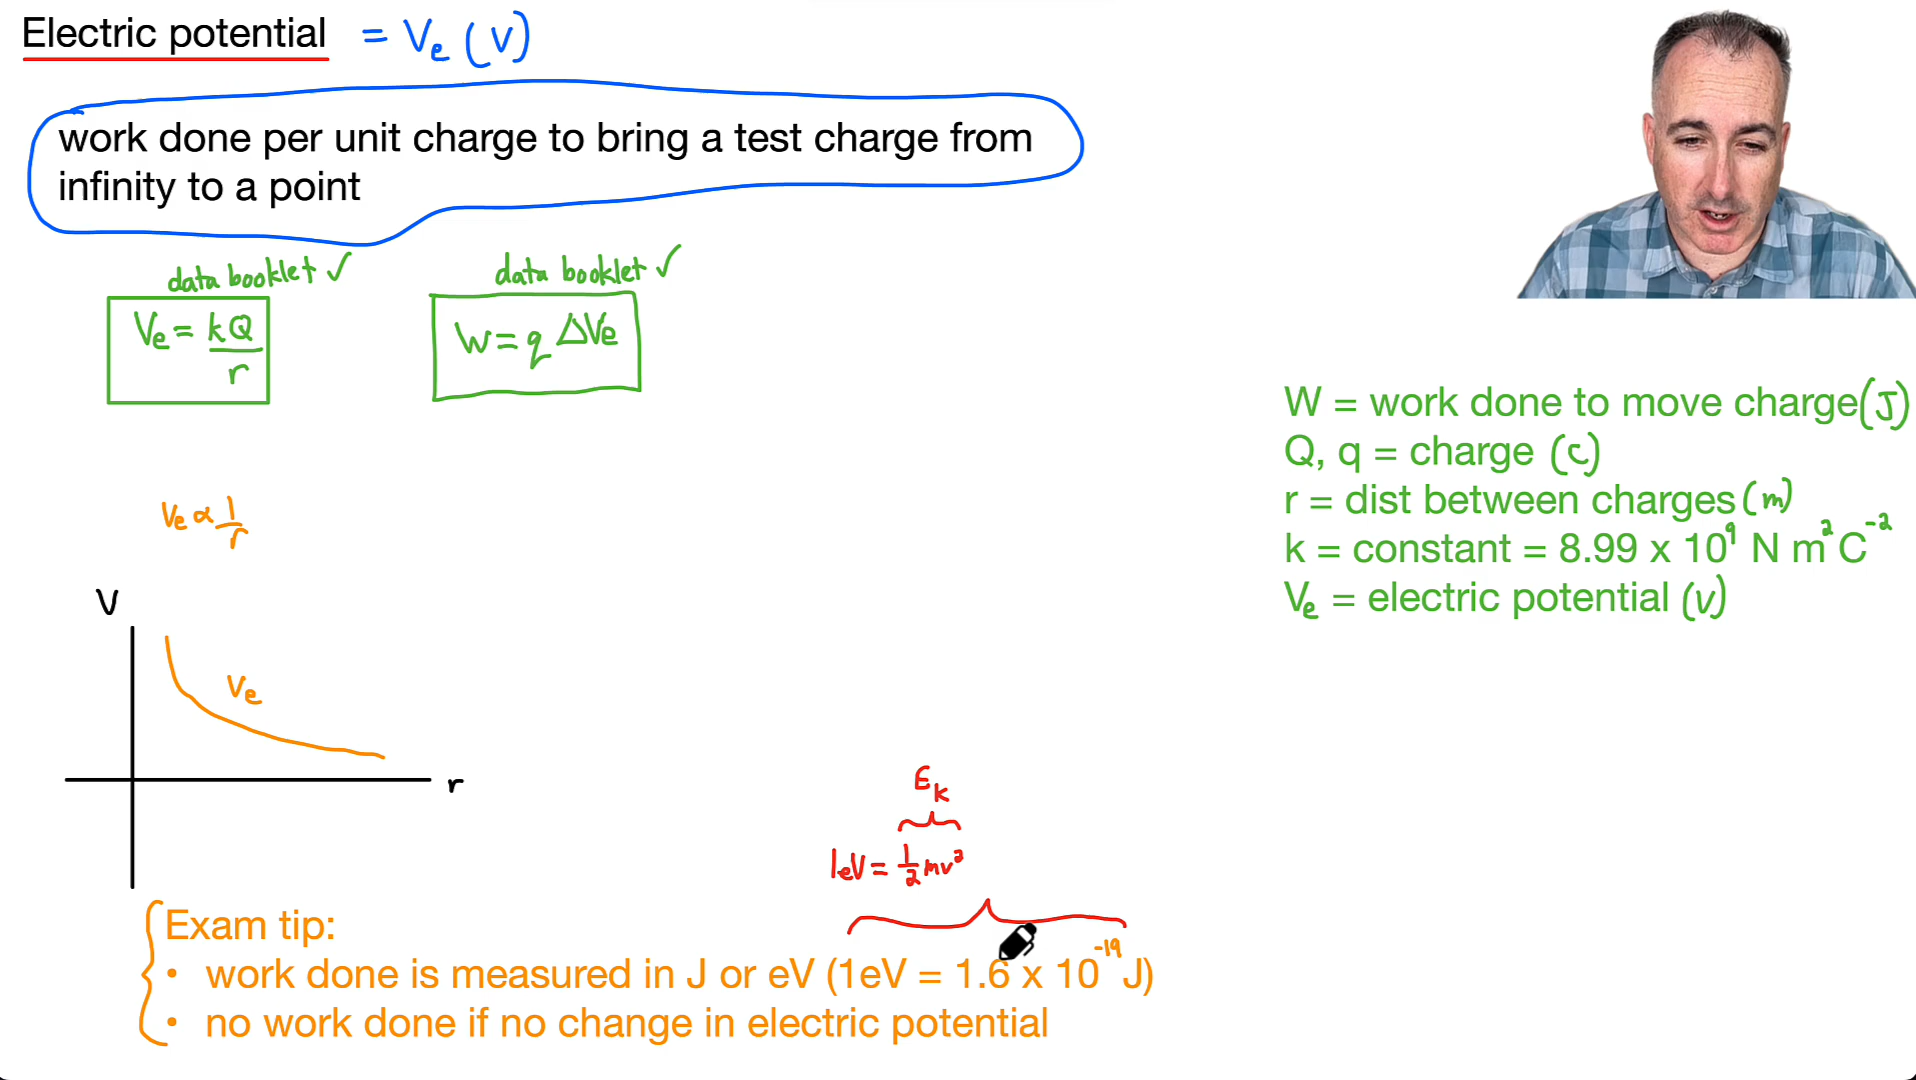 Electric potential = Ve (V)
work done per unit charge to bring a test charge from
infinity to a point
data booklet ✓
Ve = kQ/r
data booklet ✓
W = q ΔVe
W = work done to move charge (J)
Q, q = charge (C)
r = dist between charges (m)
k = constant = 8.99 x 10⁹ N m² C⁻²
Ve = electric potential (V)
Ve ∝ 1/r
V
Ve
r
Ek
1eV = ½mv²
Exam tip:
• work done is measured in J or eV (1eV = 1.6 x 10⁻¹⁹ J)
• no work done if no change in electric potential